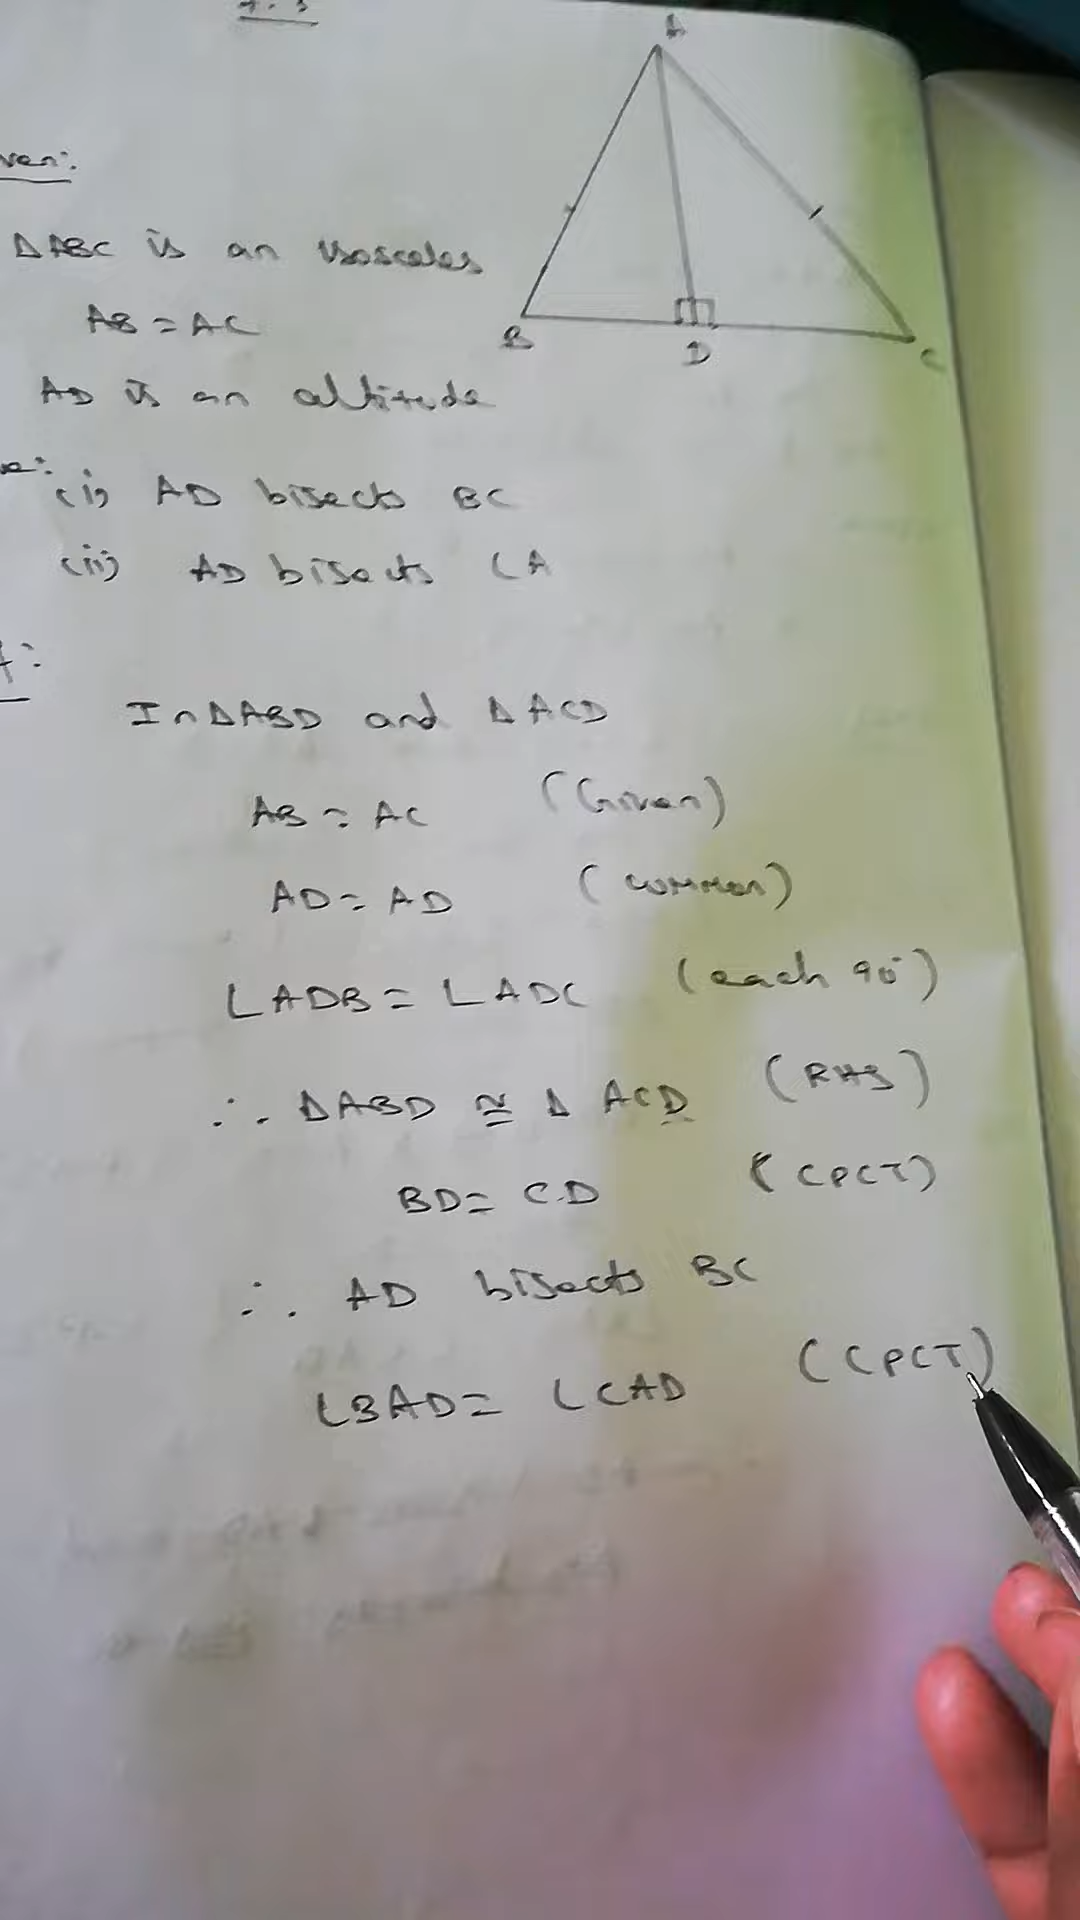 A
ven:
ΔABC is an isosceles
AB = AC
B
D
C
AD is an altitude
(i) AD bisects BC
(ii) AD bisects ∠A
In ΔABD and ΔACD
AB = AC (Given)
AD = AD (common)
∠ADB = ∠ADC (each 90°)
∴ ΔABD ≅ Δ ACD (RHS)
BD = CD (CPCT)
∴ AD bisects BC
∠BAD = ∠CAD (CPCT)